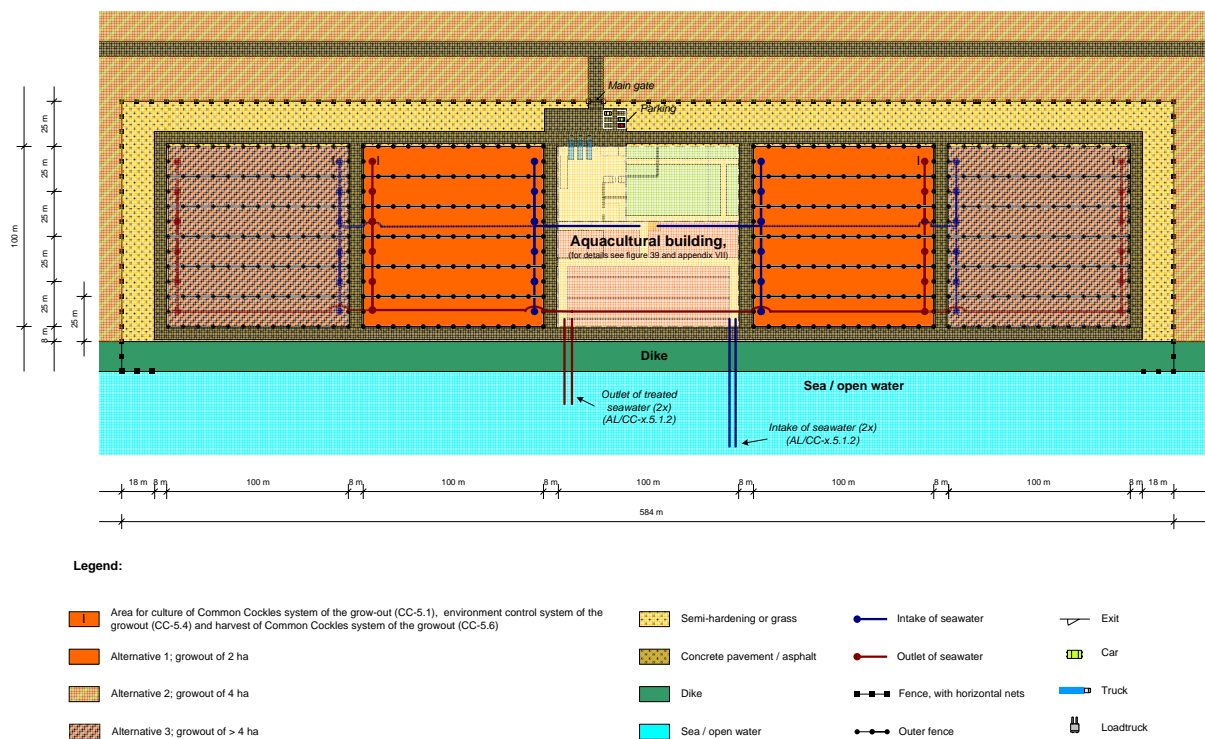 Main gate
Parking
25 m
25 m
25 m
25 m
25 m
25 m
8 m
100 m
25 m
Aquacultural building,
(for details see figure 39 and appendix VII)
Dike
Sea / open water
Outlet of treated
seawater (2x)
(AL/CC-x.5.1.2)
Intake of seawater (2x)
(AL/CC-x.5.1.2)
18 m 8 m 100 m 8 m 100 m 8 m 100 m 8 m 100 m 8 m 100 m 8 m 18 m
584 m
Legend:
I
I
I
I
I
I
I Area for culture of Common Cockles system of the grow-out (CC-5.1), environment control system of the
growout (CC-5.4) and harvest of Common Cockles system of the growout (CC-5.6)
Alternative 1; growout of 2 ha
Alternative 2; growout of 4 ha
Alternative 3; growout of > 4 ha
Semi-hardening or grass
Concrete pavement / asphalt
Dike
Sea / open water
Intake of seawater
Outlet of seawater
Fence, with horizontal nets
Outer fence
Exit
Car
Truck
Loadtruck